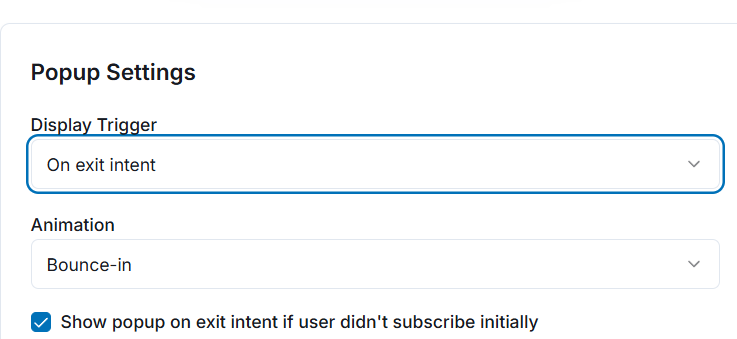 Popup Settings
Display Trigger
On exit intent
Animation
Bounce-in
Show popup on exit intent if user didn't subscribe initially